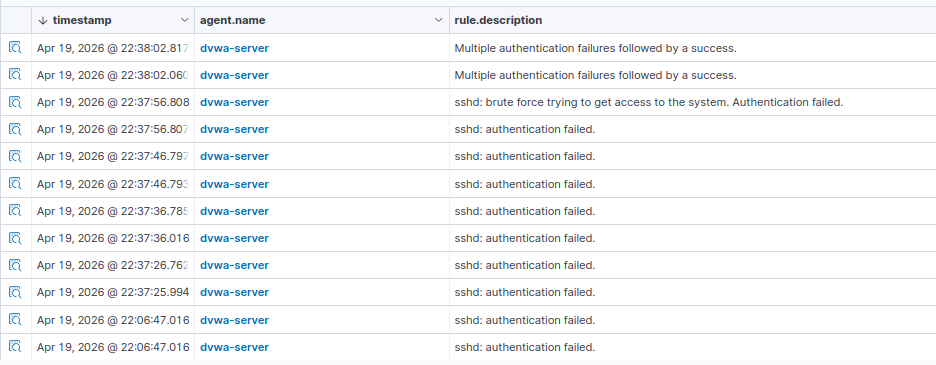 timestamp agent.name rule.description
Apr 19, 2026 @ 22:38:02.817 dvwa-server Multiple authentication failures followed by a success.
Apr 19, 2026 @ 22:38:02.060 dvwa-server Multiple authentication failures followed by a success.
Apr 19, 2026 @ 22:37:56.808 dvwa-server sshd: brute force trying to get access to the system. Authentication failed.
Apr 19, 2026 @ 22:37:56.807 dvwa-server sshd: authentication failed.
Apr 19, 2026 @ 22:37:46.797 dvwa-server sshd: authentication failed.
Apr 19, 2026 @ 22:37:46.793 dvwa-server sshd: authentication failed.
Apr 19, 2026 @ 22:37:36.785 dvwa-server sshd: authentication failed.
Apr 19, 2026 @ 22:37:36.016 dvwa-server sshd: authentication failed.
Apr 19, 2026 @ 22:37:26.762 dvwa-server sshd: authentication failed.
Apr 19, 2026 @ 22:37:25.994 dvwa-server sshd: authentication failed.
Apr 19, 2026 @ 22:06:47.016 dvwa-server sshd: authentication failed.
Apr 19, 2026 @ 22:06:47.016 dvwa-server sshd: authentication failed.